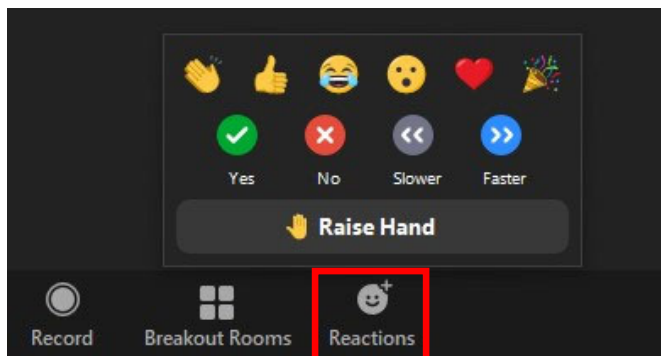 Yes No Slower Faster
Raise Hand
Record Breakout Rooms Reactions